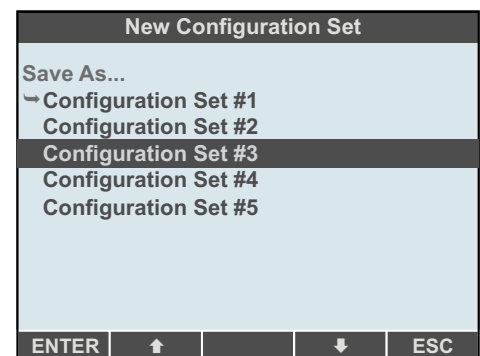 New Configuration Set
Save As...
Configuration Set #1
Configuration Set #2
Configuration Set #3
Configuration Set #4
Configuration Set #5
ENTER ESC